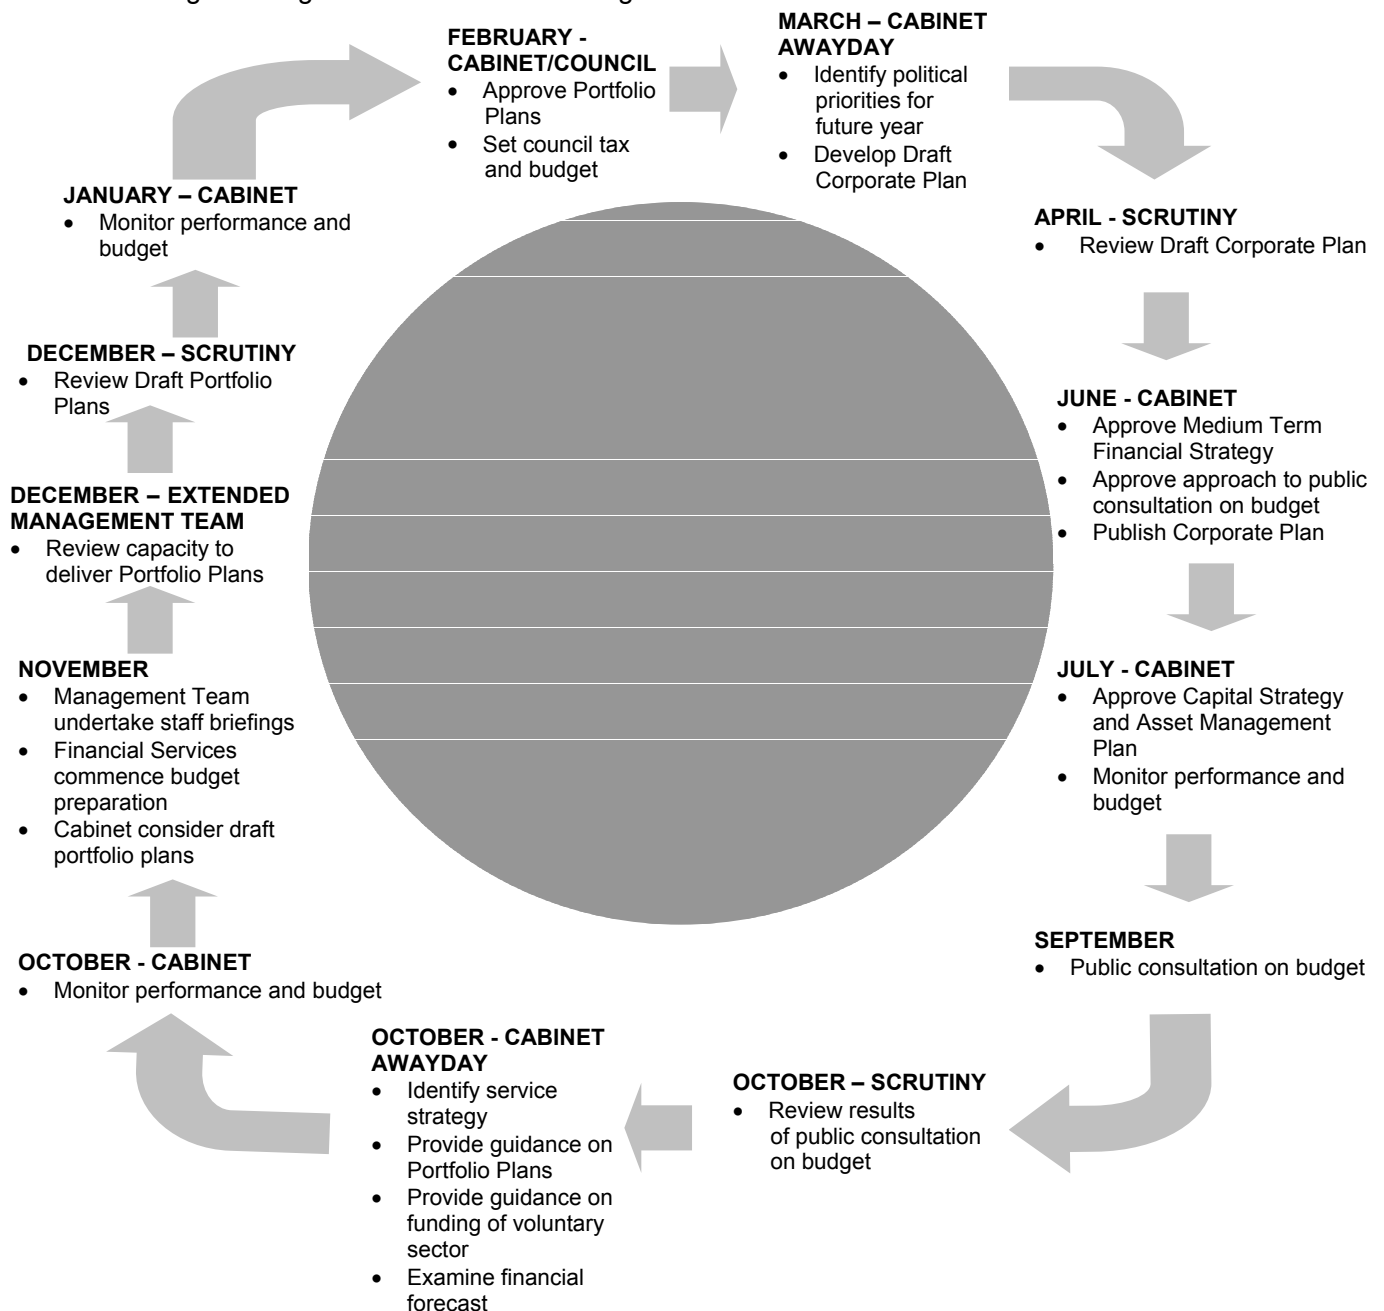 FEBRUARY -
CABINET/COUNCIL
• Approve Portfolio
Plans
• Set council tax
and budget
MARCH – CABINET
AWAYDAY
• Identify political
priorities for
future year
• Develop Draft
Corporate Plan
APRIL - SCRUTINY
• Review Draft Corporate Plan
JUNE - CABINET
• Approve Medium Term
Financial Strategy
• Approve approach to public
consultation on budget
• Publish Corporate Plan
JULY - CABINET
• Approve Capital Strategy
and Asset Management
Plan
• Monitor performance and
budget
SEPTEMBER
• Public consultation on budget
OCTOBER – SCRUTINY
• Review results
of public consultation
on budget
OCTOBER - CABINET
AWAYDAY
• Identify service
strategy
• Provide guidance on
Portfolio Plans
• Provide guidance on
funding of voluntary
sector
• Examine financial
forecast
OCTOBER - CABINET
• Monitor performance and budget
NOVEMBER
• Management Team
undertake staff briefings
• Financial Services
commence budget
preparation
• Cabinet consider draft
portfolio plans
DECEMBER – EXTENDED
MANAGEMENT TEAM
• Review capacity to
deliver Portfolio Plans
DECEMBER – SCRUTINY
• Review Draft Portfolio
Plans
JANUARY – CABINET
• Monitor performance and
budget